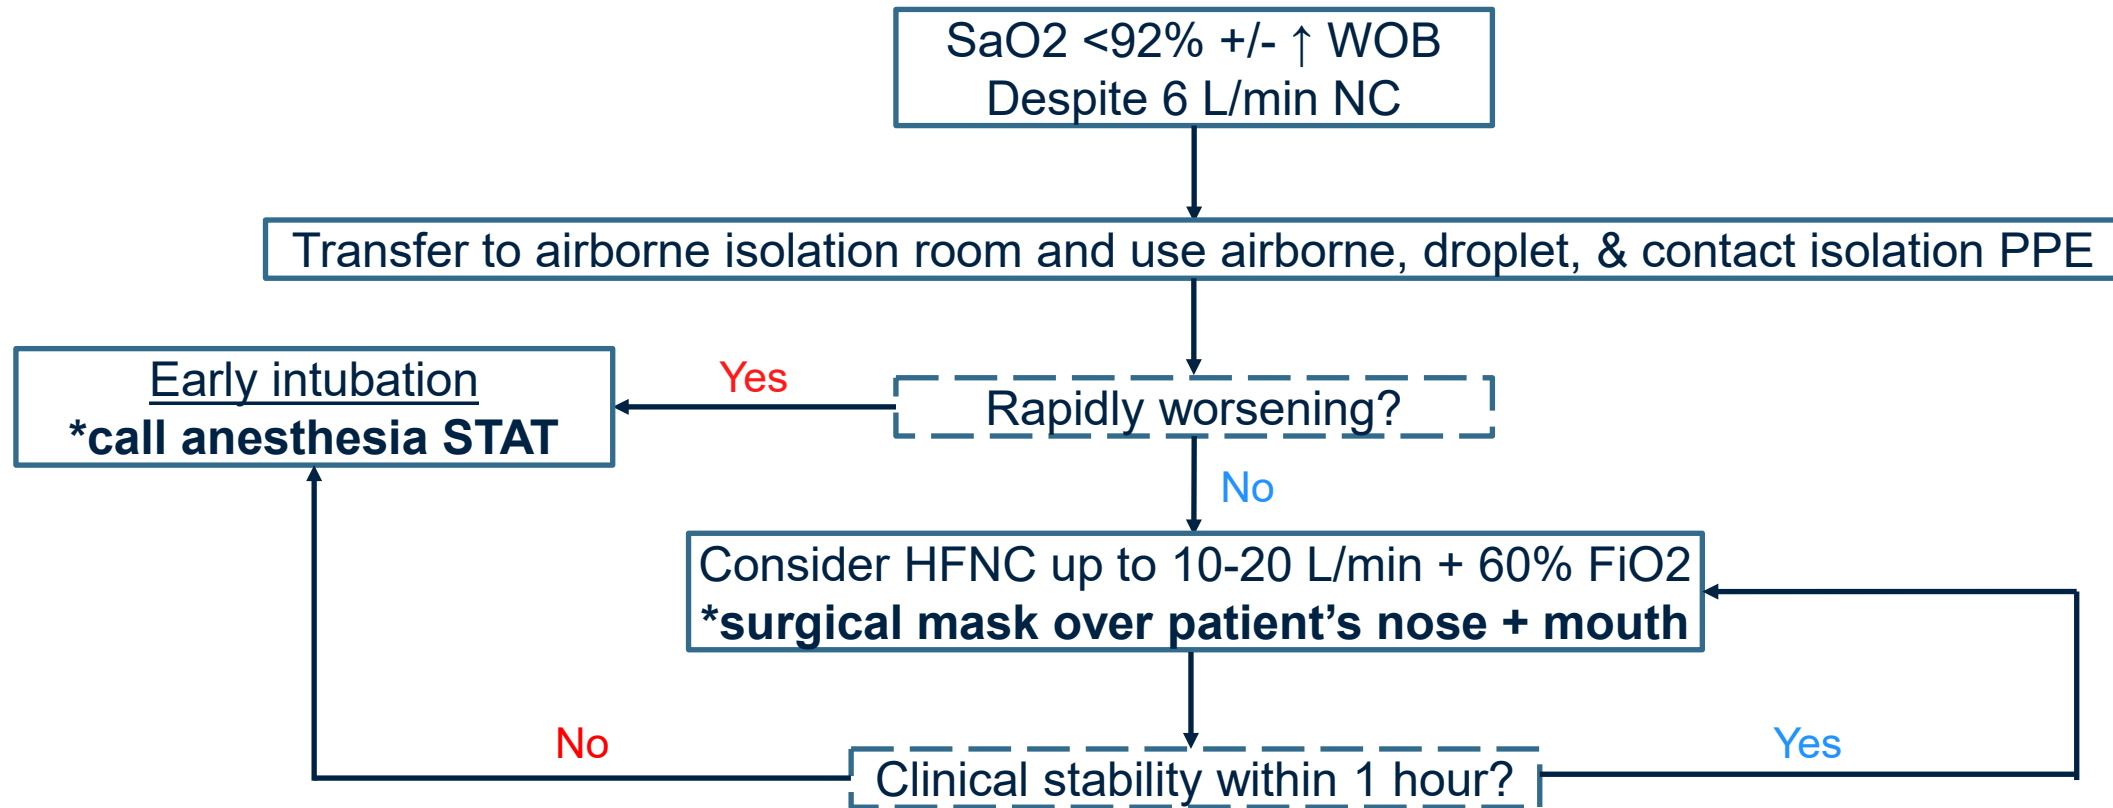 SaO2 <92% +/- ↑ WOB
Despite 6 L/min NC
Transfer to airborne isolation room and use airborne, droplet, & contact isolation PPE
Early intubation
*call anesthesia STAT
Yes
Rapidly worsening?
No
Consider HFNC up to 10-20 L/min + 60% FiO2
*surgical mask over patient’s nose + mouth
No
Clinical stability within 1 hour?
Yes